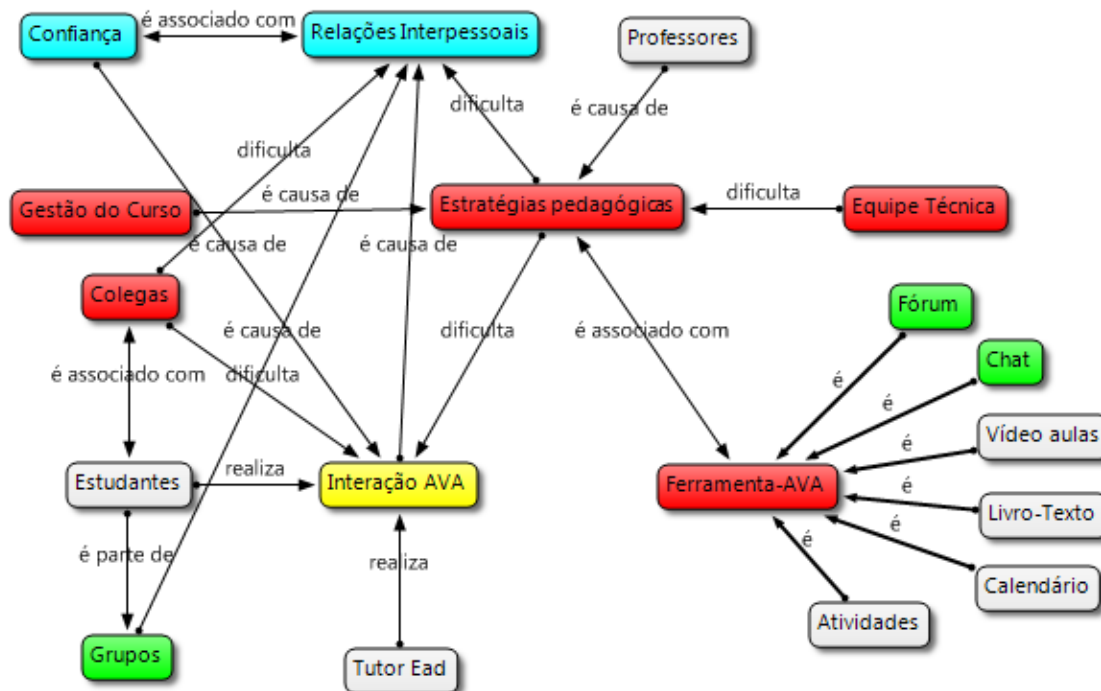 é associado com
Confiança
Relações Interpessoais
Professores
dificulta
é causa de
dificulta
é causa de
dificulta
Gestão do Curso
Estratégias pedagógicas
Equipe Técnica
é causa de
é causa de
Colegas
Fórum
é causa de
dificulta
é associado com
Chat
é associado com
dificulta
é
é
Vídeo aulas
é
Estudantes
realiza
Interação AVA
Ferramenta-AVA
é
Livro-Texto
é
é
é parte de
realiza
Calendário
Atividades
Grupos
Tutor Ead